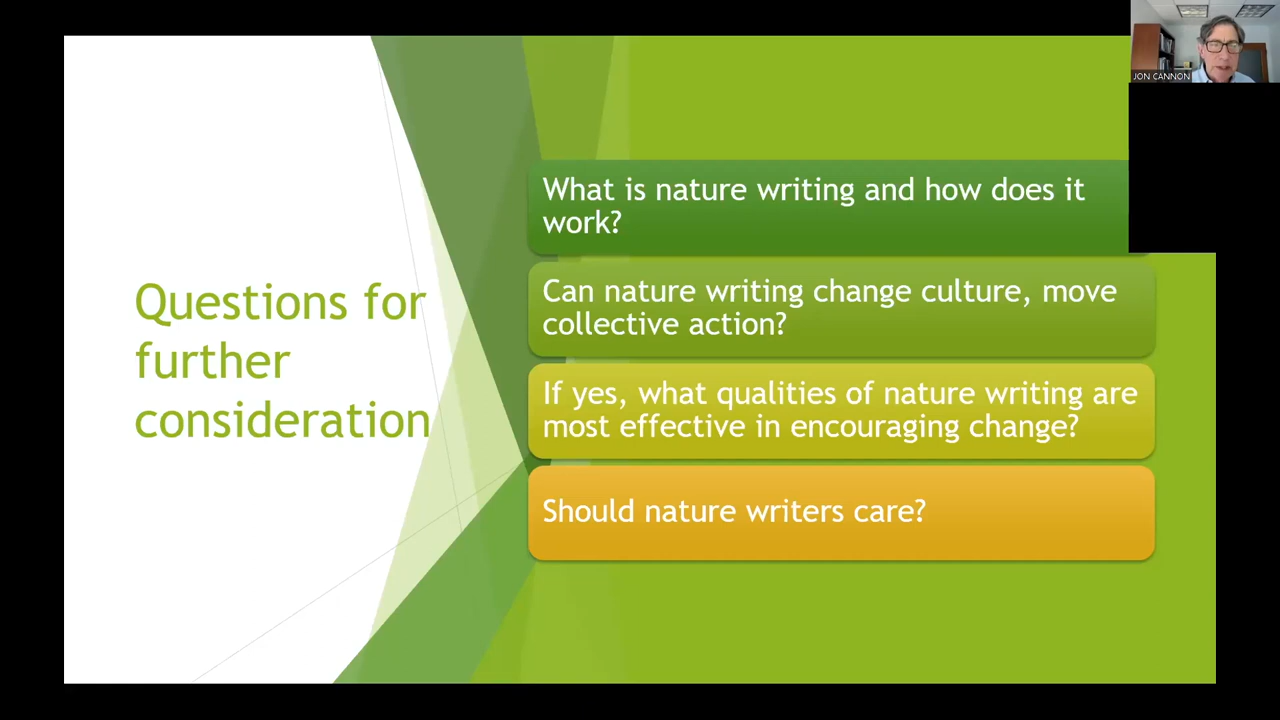 JON CANNON
Questions for
further
consideration
What is nature writing and how does it
work?
Can nature writing change culture, move
collective action?
If yes, what qualities of nature writing are
most effective in encouraging change?
Should nature writers care?